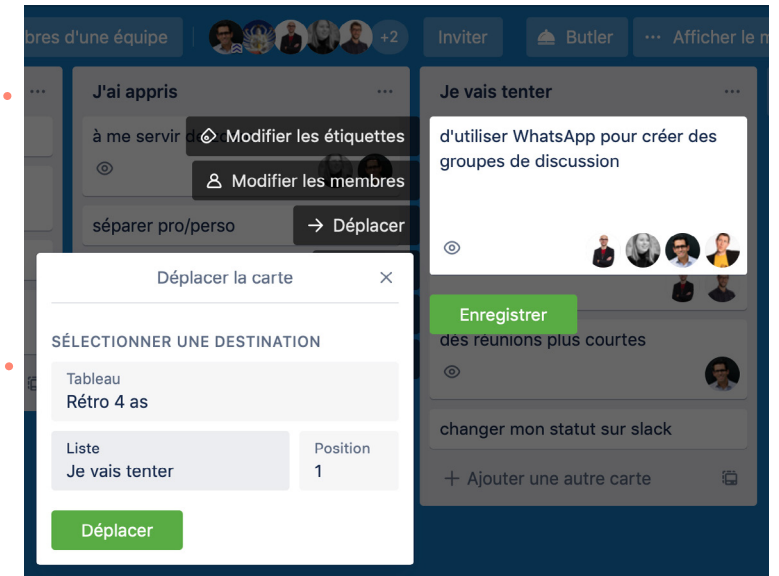 bres d'une équipe
+2
Inviter
Butler
... Afficher le m
J'ai appris
à me servir
Modifier les étiquettes
Modifier les membres
séparer pro/perso
→ Déplacer
Déplacer la carte
SÉLECTIONNER UNE DESTINATION
Tableau
Rétro 4 as
Liste
Je vais tenter
Position
1
Déplacer
Je vais tenter
d'utiliser WhatsApp pour créer des
groupes de discussion
Enregistrer
des réunions plus courtes
changer mon statut sur slack
+ Ajouter une autre carte